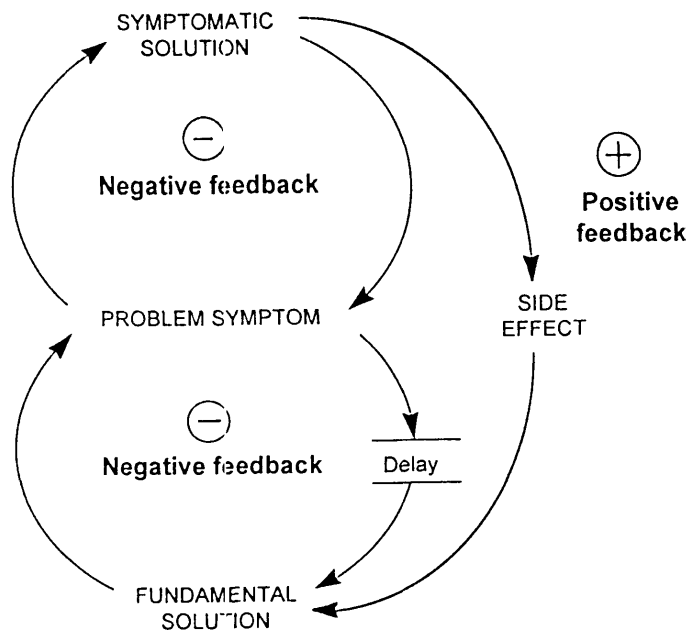 SYMPTOMATIC
SOLUTION
−
Negative feedback
+
Positive
feedback
PROBLEM SYMPTOM
SIDE
EFFECT
−
Negative feedback
Delay
FUNDAMENTAL
SOLUTION